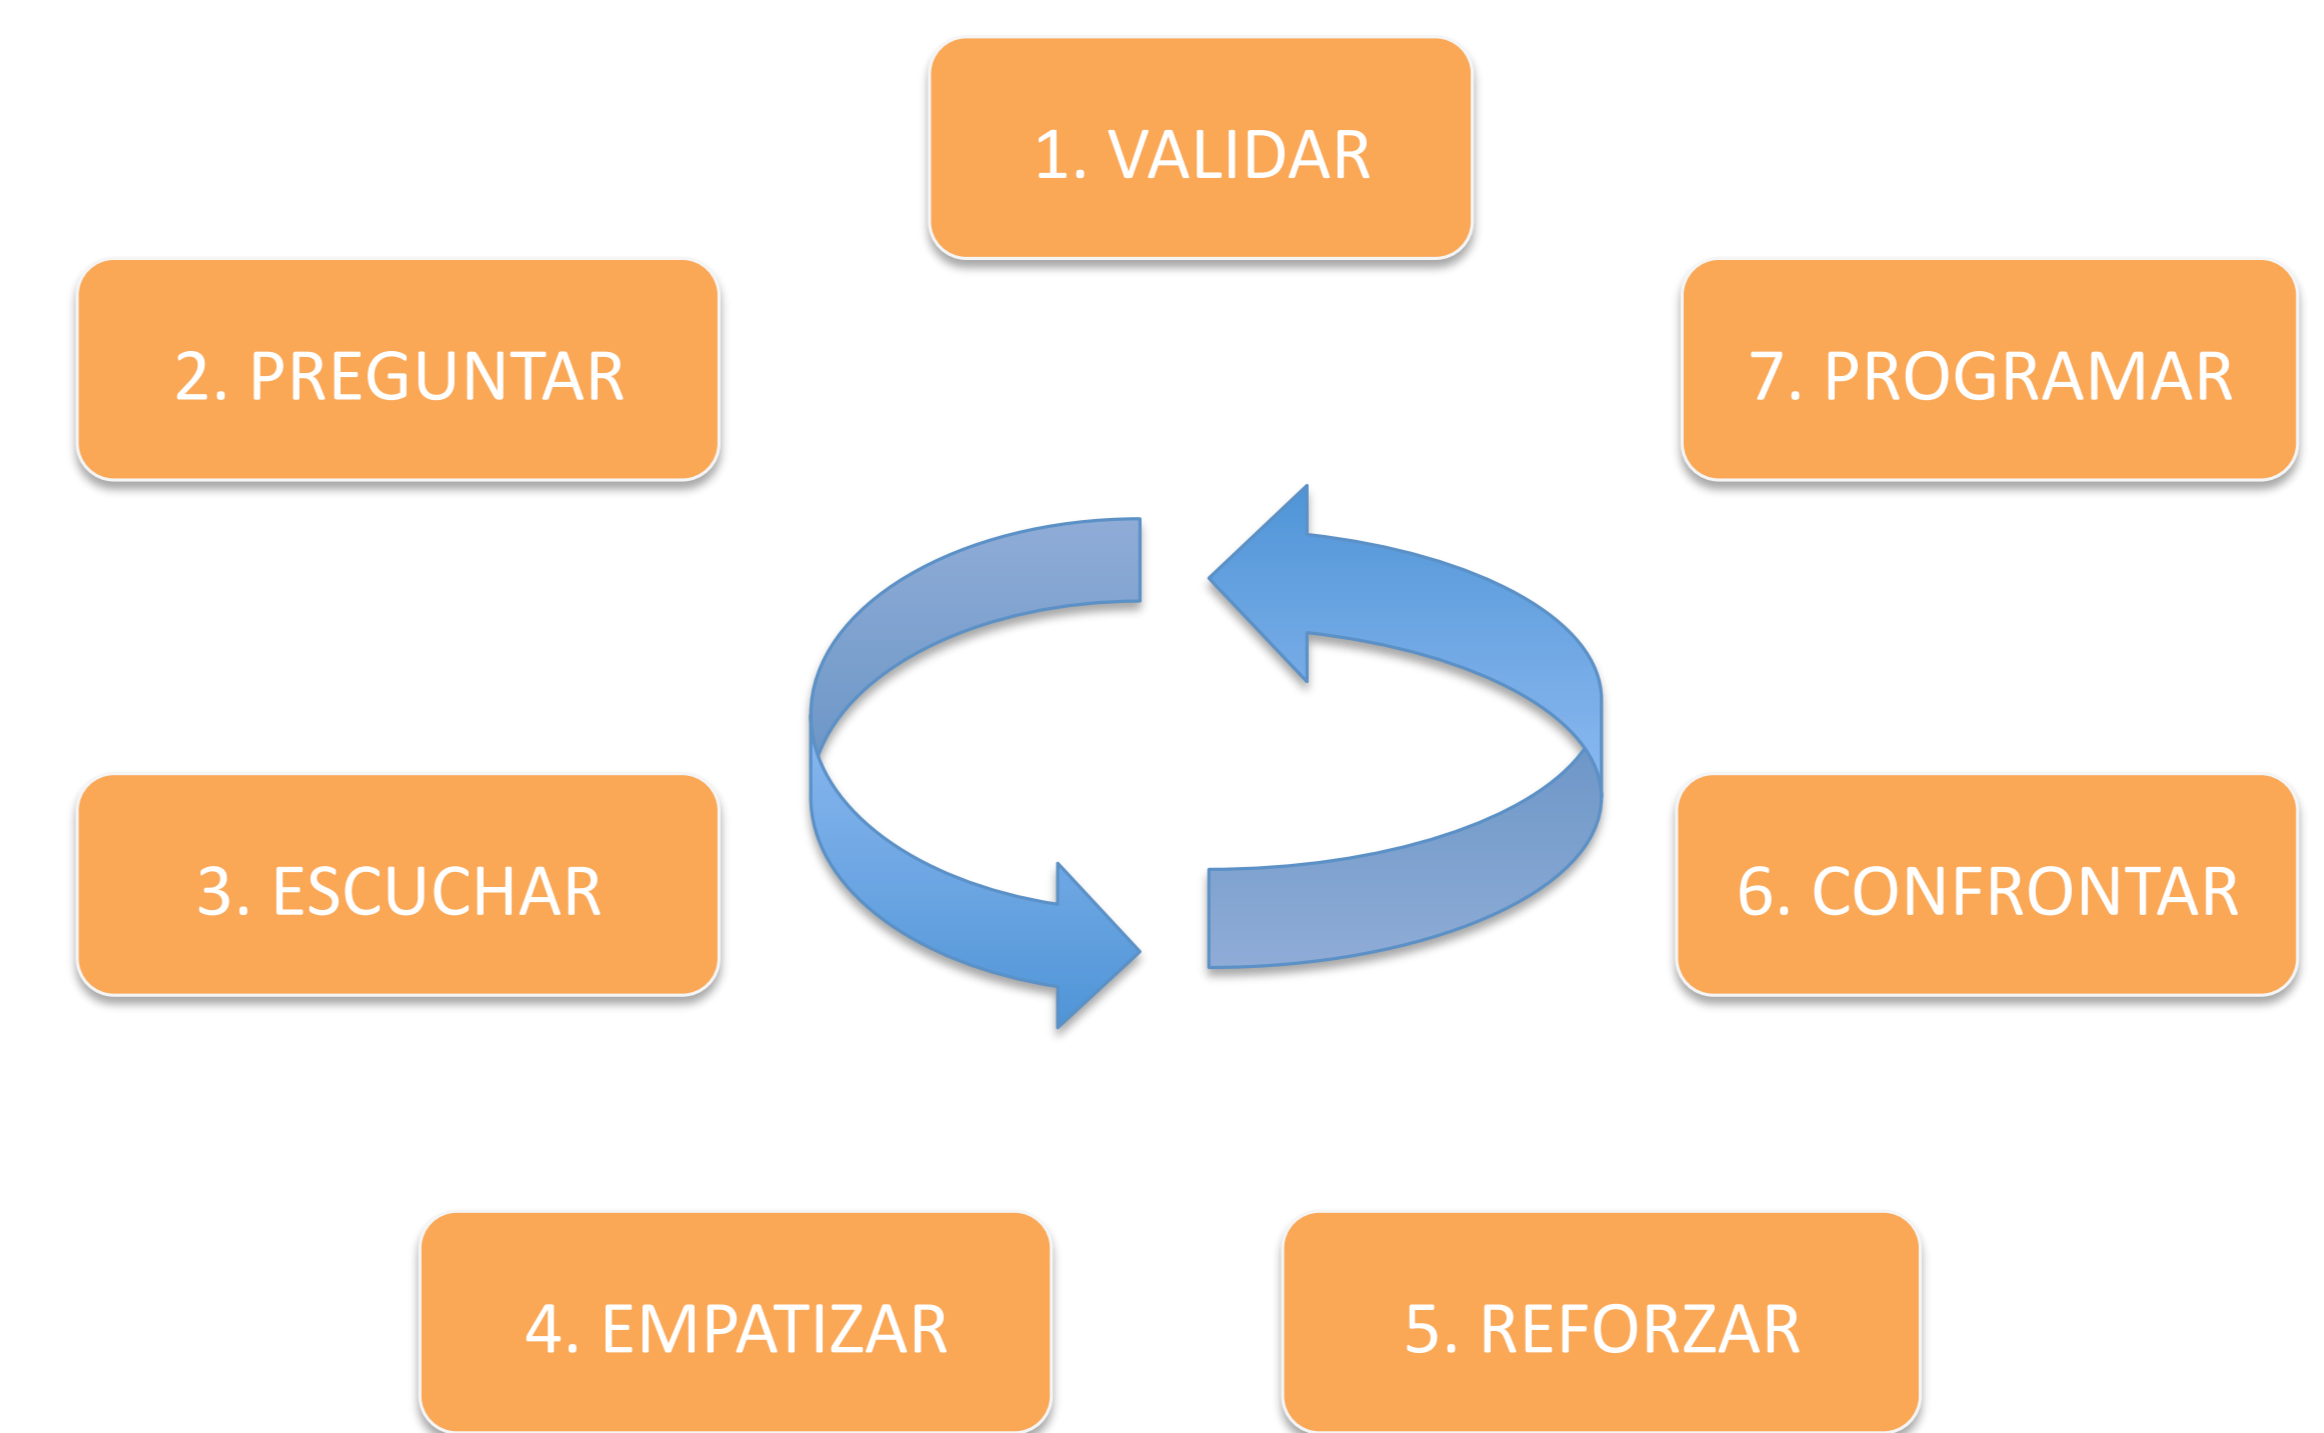 1. VALIDAR
2. PREGUNTAR
7. PROGRAMAR
3. ESCUCHAR
6. CONFRONTAR
4. EMPATIZAR
5. REFORZAR